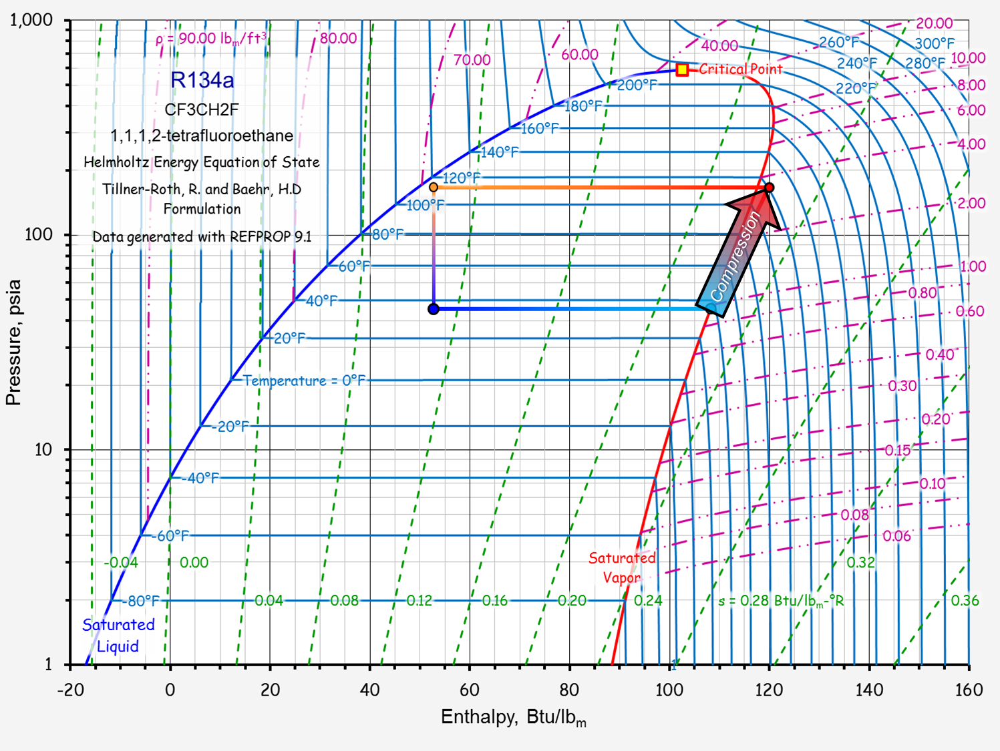 1,000
100
10
1
Pressure, psia
-20
0
20
40
60
80
100
120
140
160
Enthalpy, Btu/lbm
ρ = 90.00 lbm/ft3
80.00
70.00
60.00
40.00
20.00
10.00
8.00
6.00
4.00
2.00
1.00
0.80
0.60
0.40
0.30
0.20
0.15
0.10
0.08
0.06
R134a
CF3CH2F
1,1,1,2-tetrafluoroethane
Helmholtz Energy Equation of State
Tillner-Roth, R. and Baehr, H.D
Formulation
Data generated with REFPROP 9.1
Critical Point
260°F
300°F
240°F
280°F
220°F
200°F
180°F
160°F
140°F
120°F
100°F
80°F
60°F
40°F
20°F
Temperature = 0°F
-20°F
-40°F
-60°F
-80°F
Compression
Saturated
Vapor
Saturated
Liquid
-0.04
0.00
0.04
0.08
0.12
0.16
0.20
0.24
s = 0.28 Btu/lbm-°R
0.32
0.36
1